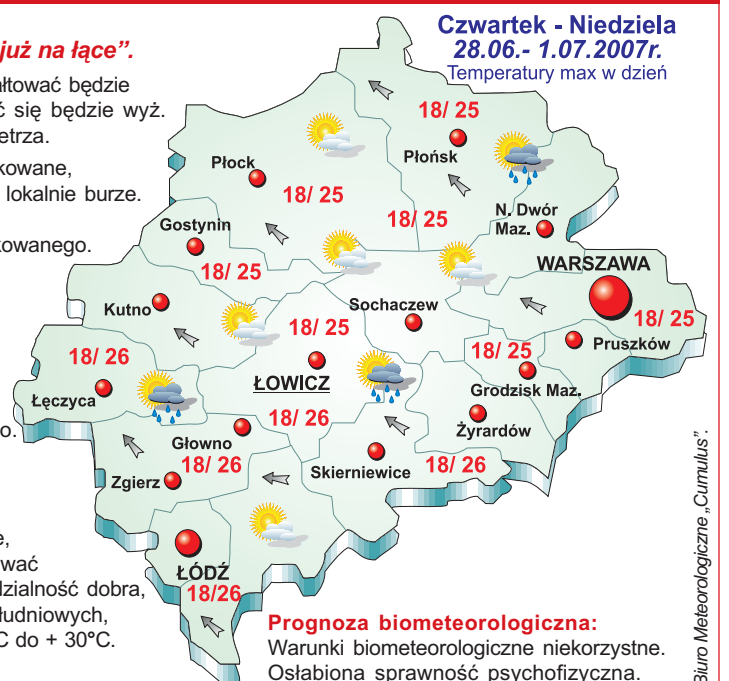 Czwartek - Niedziela
28.06.- 1.07.2007r.
Temperatury max w dzień
już na łące”.
ałtować będzie
ć się będzie wyż.
etrza.
kowane,
lokalnie burze.
kowanego.
o.
e,
wać
dzialność dobra,
łudniowych,
C do + 30°C.
18/ 25
Płońsk
Płock
18/ 25
18/ 25
N. Dwór
Maz.
Gostynin
18/ 25
WARSZAWA
18/ 25
Kutno
Sochaczew
18/ 25
Pruszków
18/ 26
18/ 25
Łęczyca
ŁOWICZ
Grodzisk Maz.
18/ 26
Głowno
Żyrardów
18/ 26
Skierniewice
18/ 26
Zgierz
ŁÓDŹ
18/26
Prognoza biometeorologiczna:
Warunki biometeorologiczne niekorzystne.
Osłabiona sprawność psychofizyczna.
Biuro Meteorologiczne „Cumulus”.